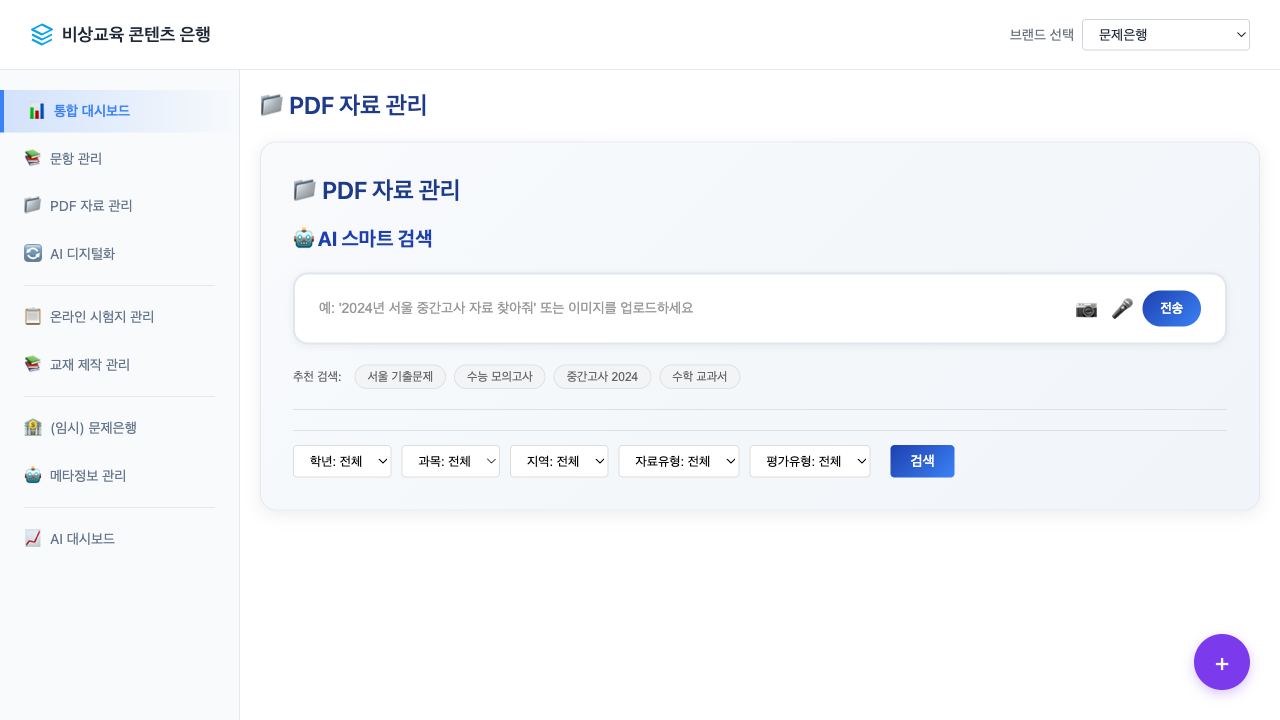 비상교육 콘텐츠 은행
브랜드 선택 문제은행
통합 대시보드
문항 관리
PDF 자료 관리
AI 디지털화
온라인 시험지 관리
교재 제작 관리
(임시) 문제은행
메타정보 관리
AI 대시보드
PDF 자료 관리
PDF 자료 관리
AI 스마트 검색
예: '2024년 서울 중간고사 자료 찾아줘' 또는 이미지를 업로드하세요 전송
추천 검색: 서울 기출문제 수능 모의고사 중간고사 2024 수학 교과서
학년: 전체 과목: 전체 지역: 전체 자료유형: 전체 평가유형: 전체 검색
+